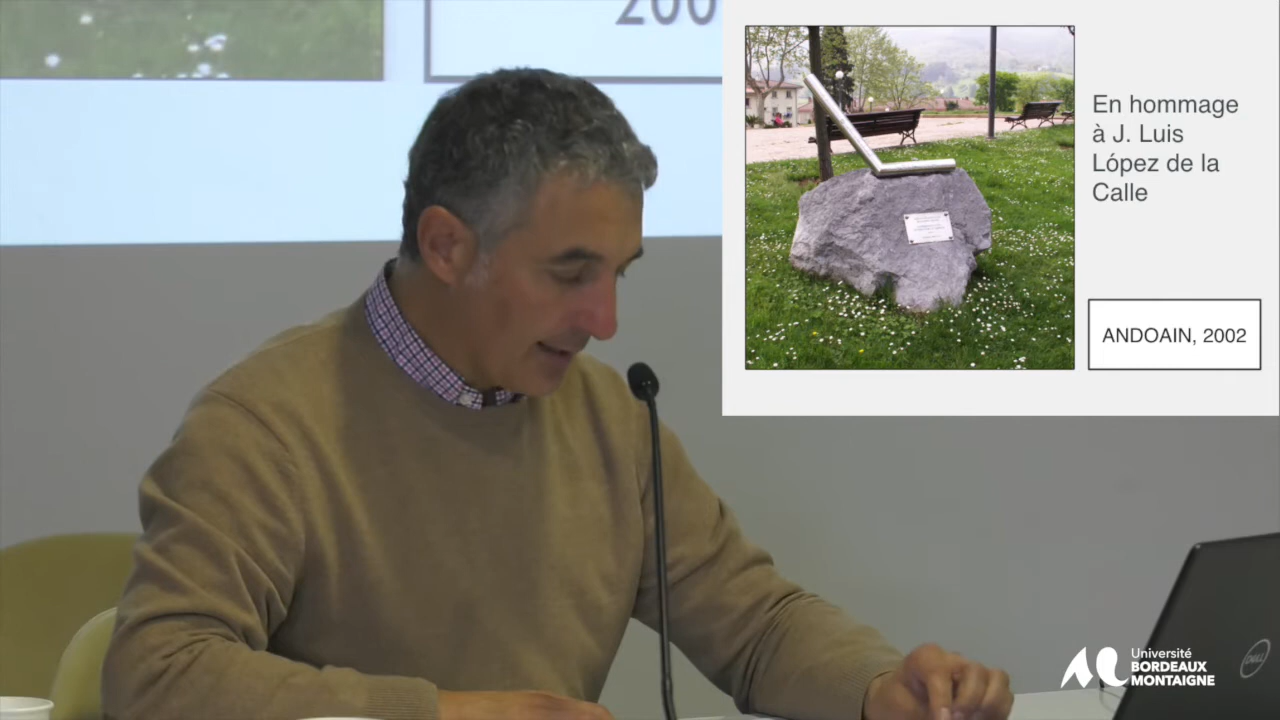 200
En hommage
à J. Luis
López de la
Calle
ANDOAIN, 2002
Université
BORDEAUX
MONTAIGNE
DELL